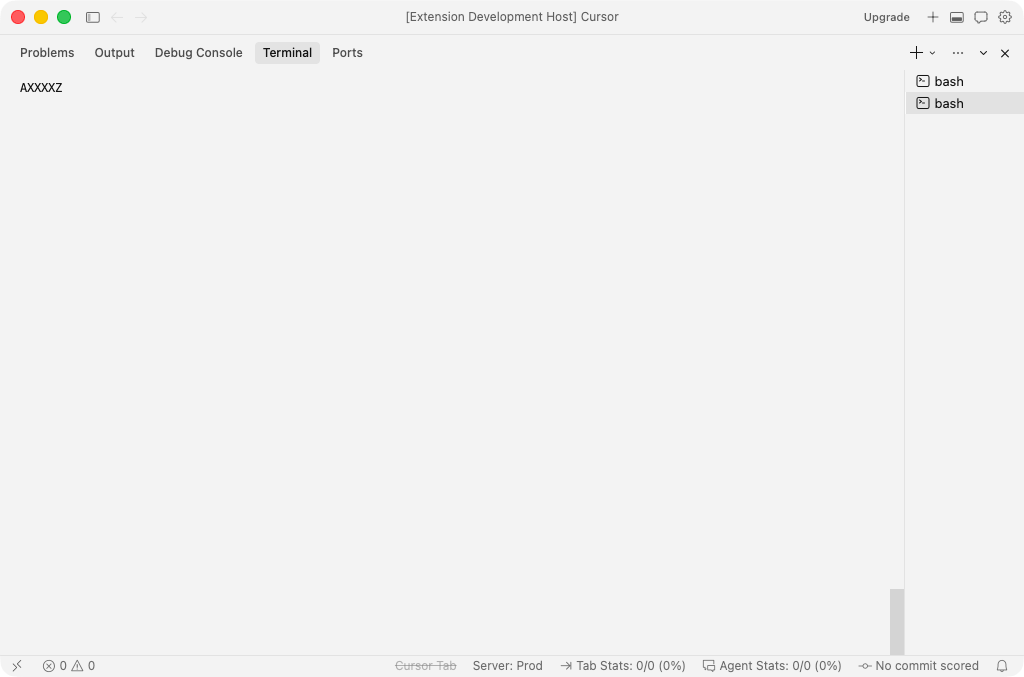 [Extension Development Host] Cursor
Upgrade
Problems Output Debug Console Terminal Ports
AXXXXZ
bash
bash
0 0 Cursor Tab Server: Prod Tab Stats: 0/0 (0%) Agent Stats: 0/0 (0%) No commit scored